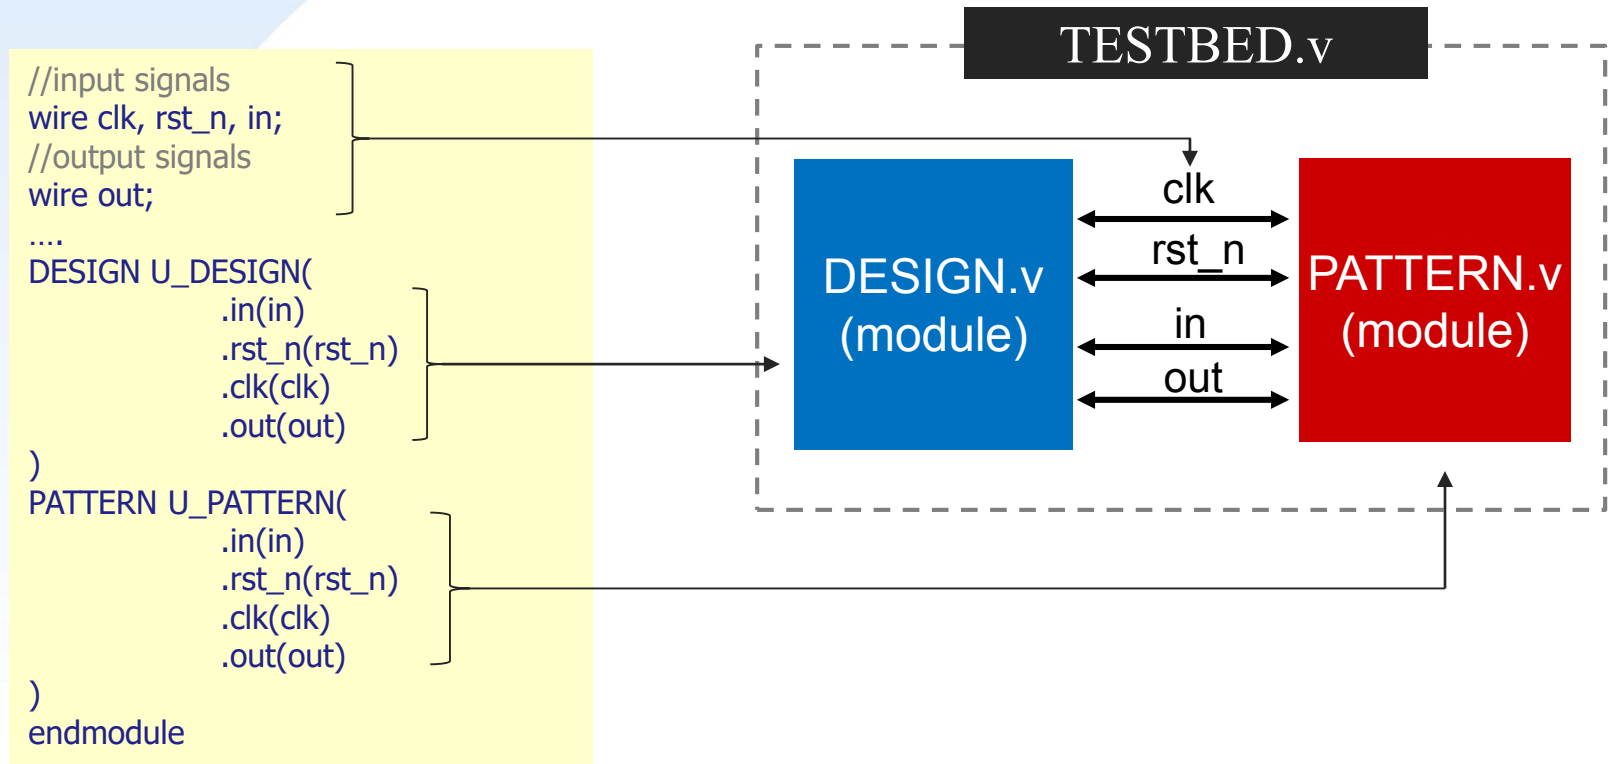 //input signals
wire clk, rst_n, in;
//output signals
wire out;
….
DESIGN U_DESIGN(
.in(in)
.rst_n(rst_n)
.clk(clk)
.out(out)
)
PATTERN U_PATTERN(
.in(in)
.rst_n(rst_n)
.clk(clk)
.out(out)
)
endmodule
TESTBED.v
DESIGN.v
(module)
clk
rst_n
in
out
PATTERN.v
(module)